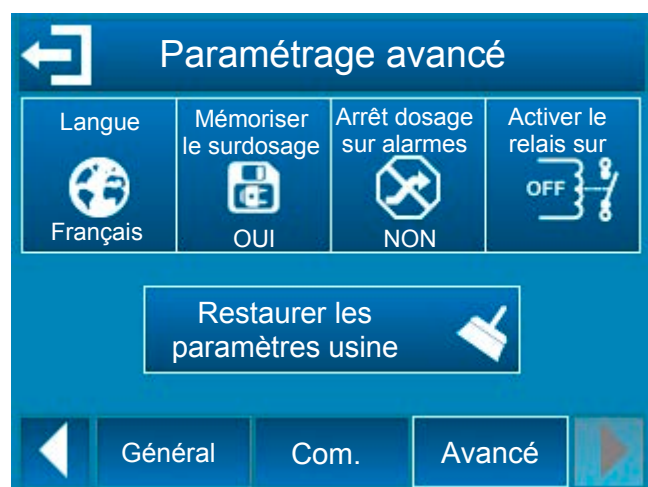 Paramétrage avancé
Langue
Français
Mémoriser
le surdosage
OUI
Arrêt dosage
sur alarmes
NON
Activer le
relais sur
OFF
Restaurer les
paramètres usine
Général
Com.
Avancé